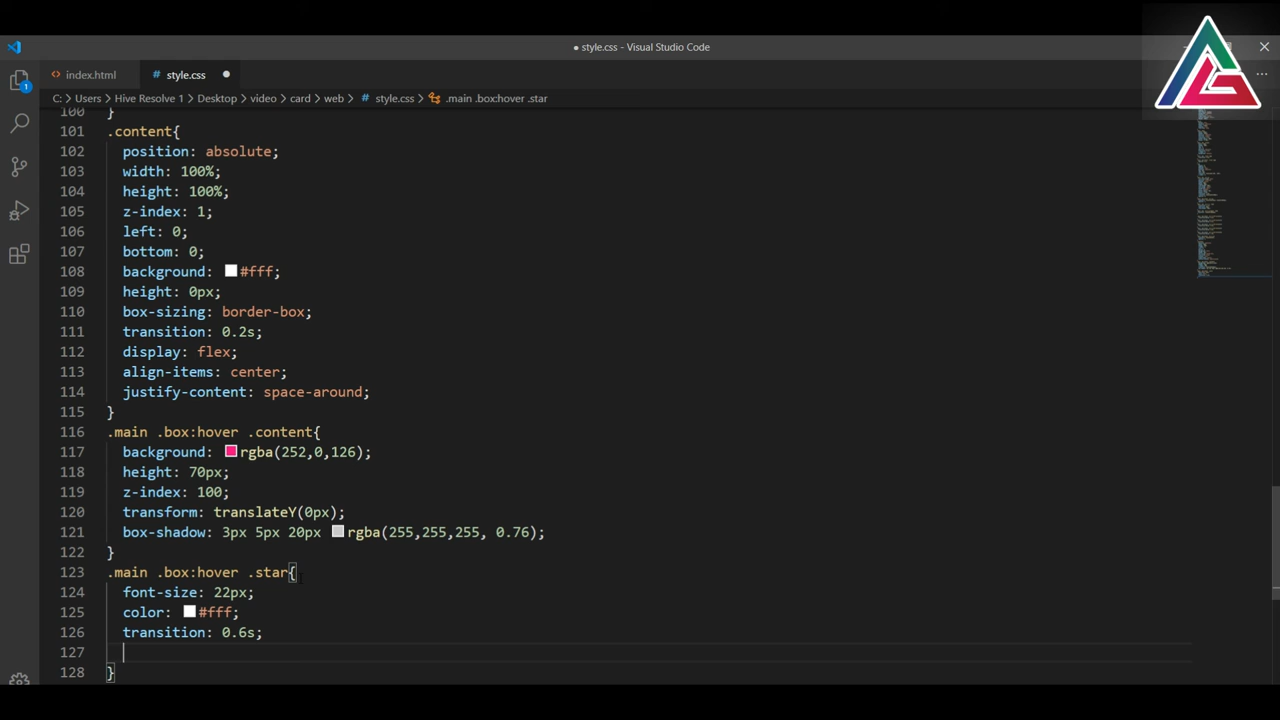 ● style.css - Visual Studio Code
index.html
# style.css
C: > Users > Hive Resolve 1 > Desktop > video > card > web > # style.css > .main .box:hover .star
1
100 }
101 .content{
102 position: absolute;
103 width: 100%;
104 height: 100%;
105 z-index: 1;
106 left: 0;
107 bottom: 0;
108 background: #fff;
109 height: 0px;
110 box-sizing: border-box;
111 transition: 0.2s;
112 display: flex;
113 align-items: center;
114 justify-content: space-around;
115 }
116 .main .box:hover .content{
117 background: rgba(252,0,126);
118 height: 70px;
119 z-index: 100;
120 transform: translateY(0px);
121 box-shadow: 3px 5px 20px rgba(255,255,255, 0.76);
122 }
123 .main .box:hover .star{
124 font-size: 22px;
125 color: #fff;
126 transition: 0.6s;
127
128 }